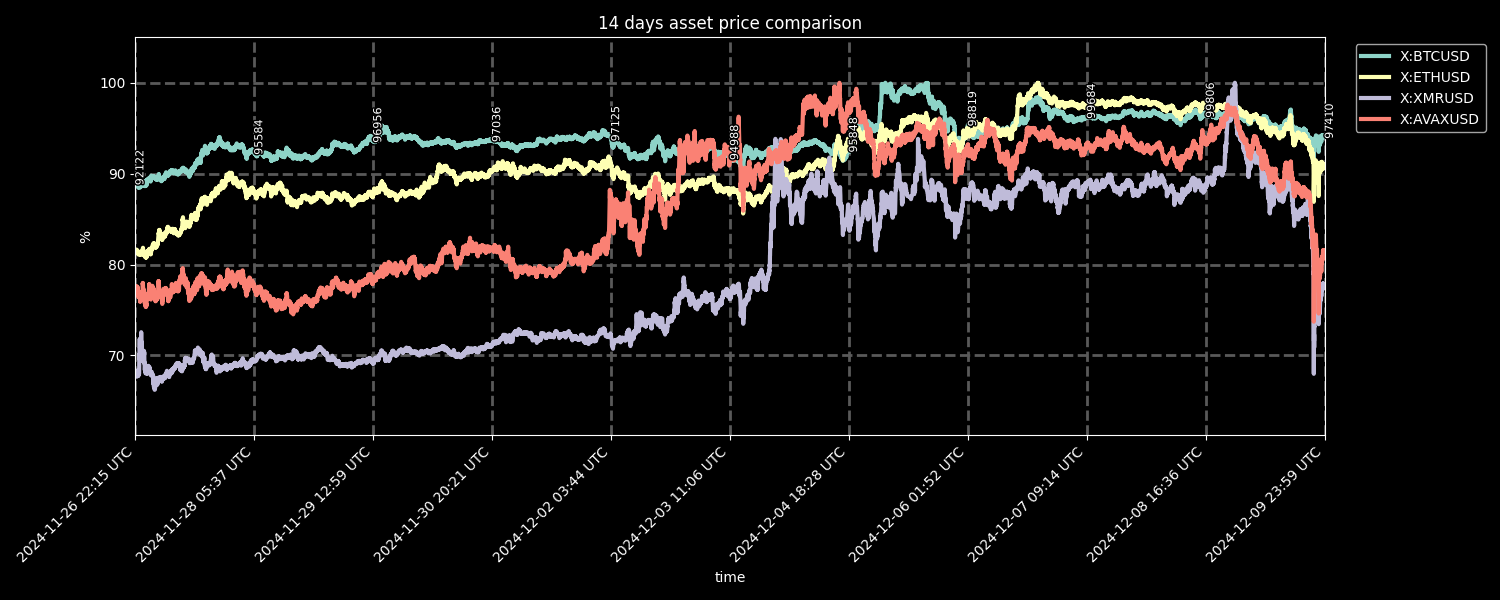 14 days asset price comparison
X:BTCUSD
X:ETHUSD
X:XMRUSD
X:AVAXUSD
%
100
90
80
70
92122
95584
96956
97036
97125
94988
95848
98819
99684
99806
97410
2024-11-26 22:15 UTC
2024-11-28 05:37 UTC
2024-11-29 12:59 UTC
2024-11-30 20:21 UTC
2024-12-02 03:44 UTC
2024-12-03 11:06 UTC
2024-12-04 18:28 UTC
2024-12-06 01:52 UTC
2024-12-07 09:14 UTC
2024-12-08 16:36 UTC
2024-12-09 23:59 UTC
time